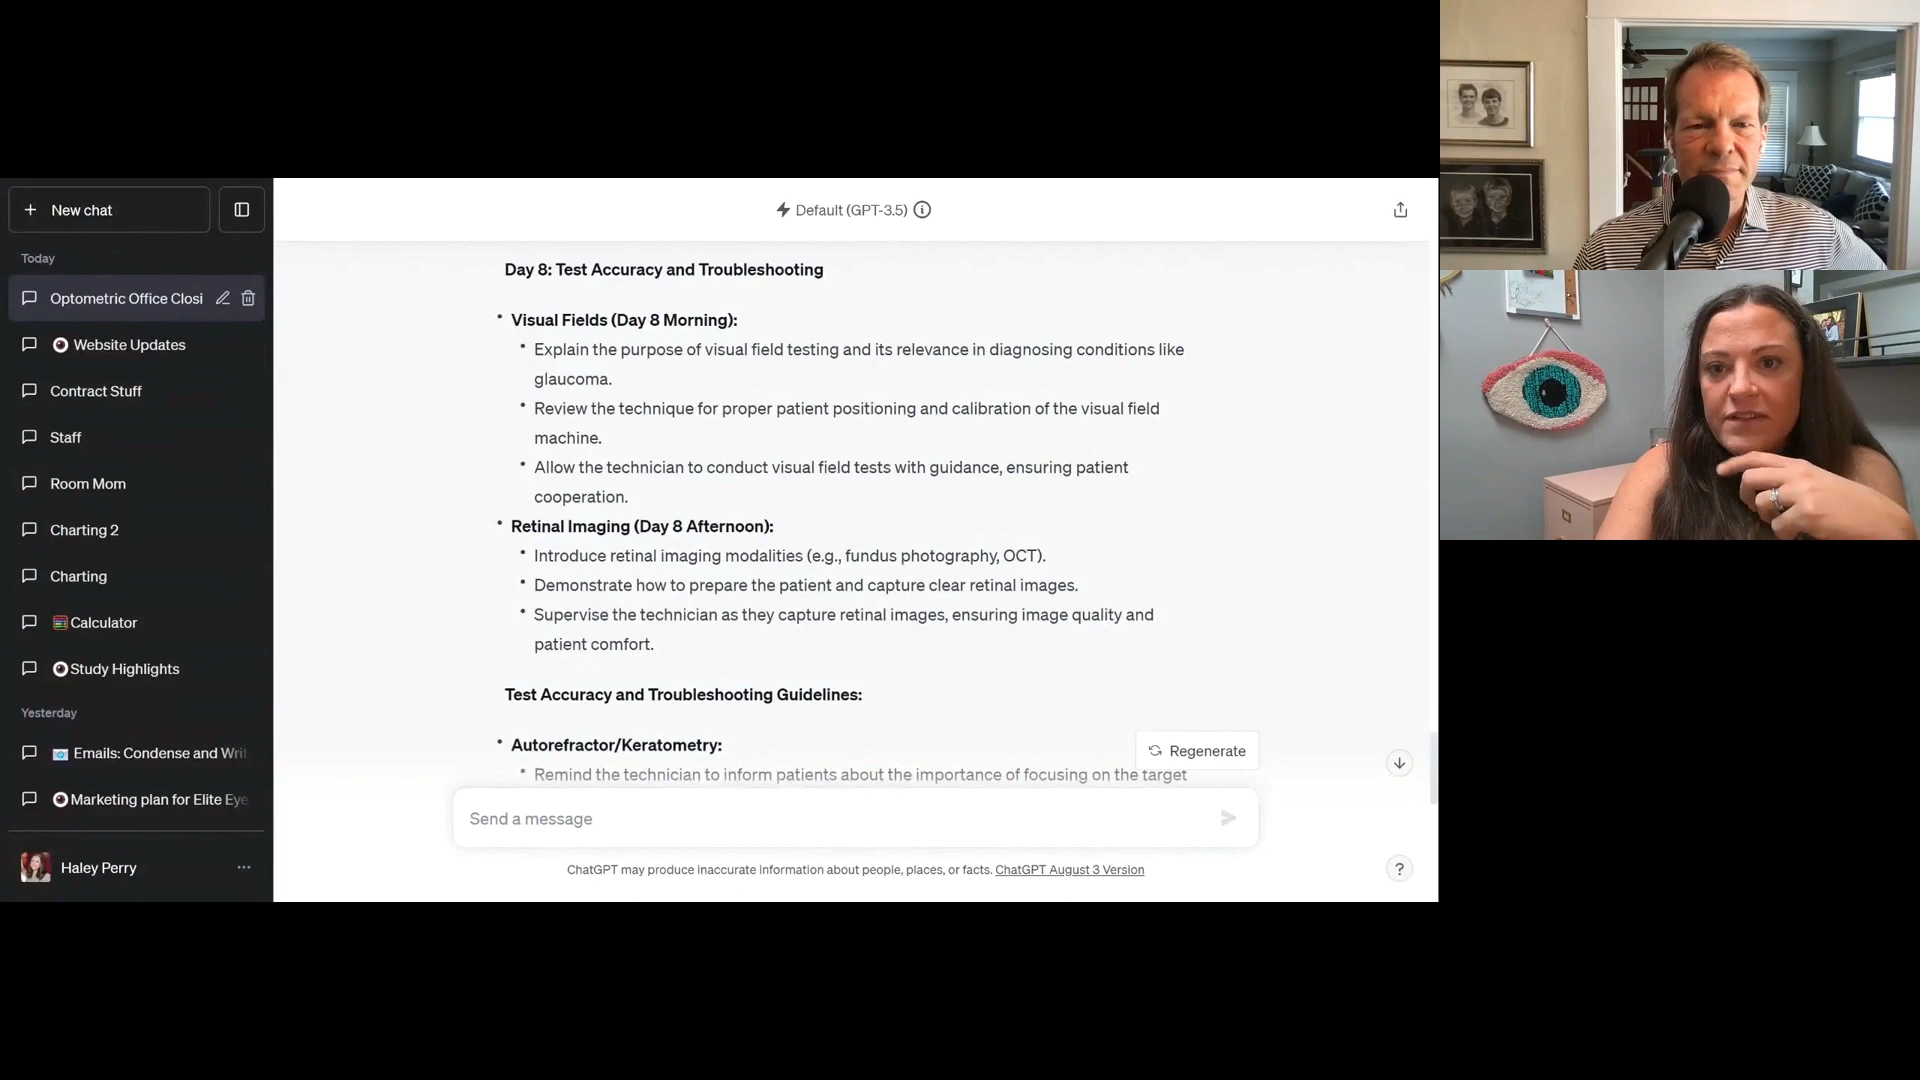 New chat
Today
Optometric Office Closi
Website Updates
Contract Stuff
Staff
Room Mom
Charting 2
Charting
Calculator
Study Highlights
Yesterday
Emails: Condense and Writ
Marketing plan for Elite Eye
Haley Perry
Default (GPT-3.5)
Day 8: Test Accuracy and Troubleshooting
Visual Fields (Day 8 Morning):
Explain the purpose of visual field testing and its relevance in diagnosing conditions like
glaucoma.
Review the technique for proper patient positioning and calibration of the visual field
machine.
Allow the technician to conduct visual field tests with guidance, ensuring patient
cooperation.
Retinal Imaging (Day 8 Afternoon):
Introduce retinal imaging modalities (e.g., fundus photography, OCT).
Demonstrate how to prepare the patient and capture clear retinal images.
Supervise the technician as they capture retinal images, ensuring image quality and
patient comfort.
Test Accuracy and Troubleshooting Guidelines:
Autorefractor/Keratometry:
Remind the technician to inform patients about the importance of focusing on the target
Regenerate
Send a message
ChatGPT may produce inaccurate information about people, places, or facts. ChatGPT August 3 Version
?